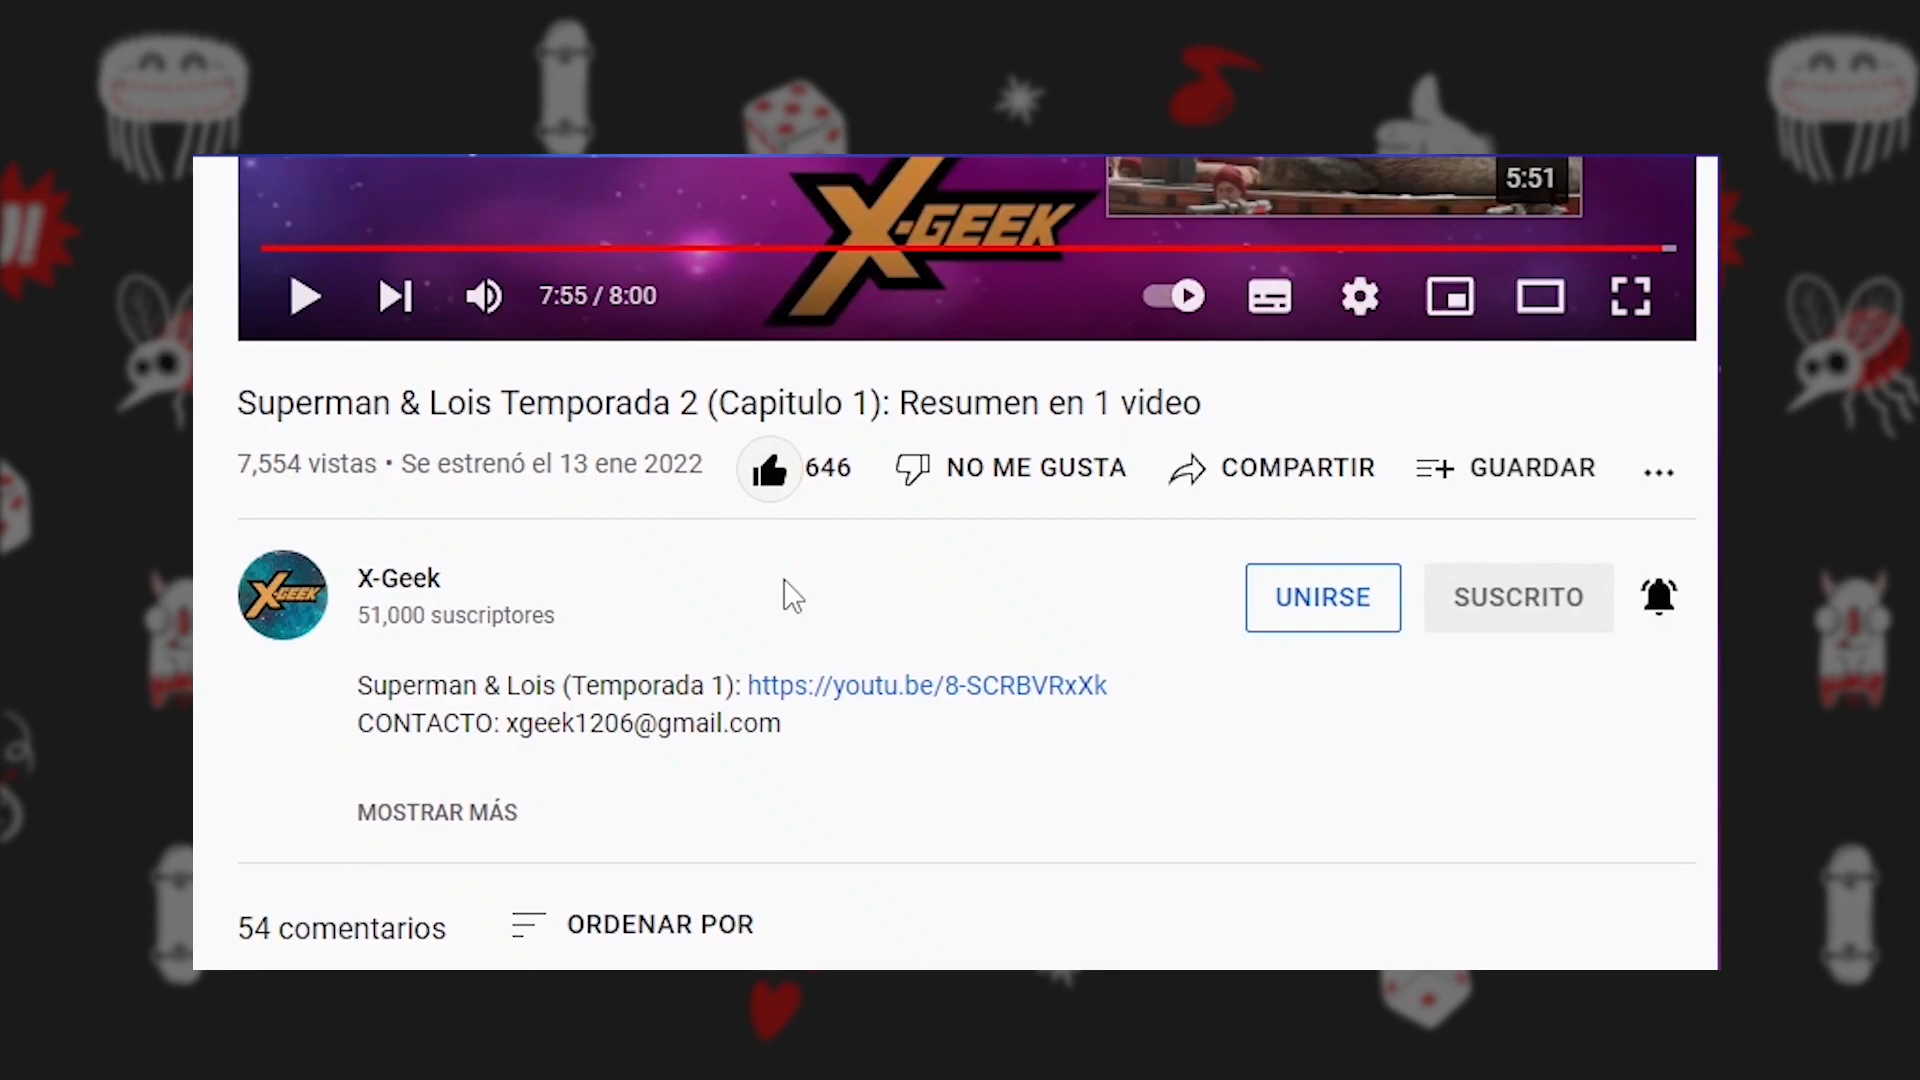 5:51
X-GEEK
7:55 / 8:00
Superman & Lois Temporada 2 (Capitulo 1): Resumen en 1 video
7,554 vistas • Se estrenó el 13 ene 2022 646 NO ME GUSTA COMPARTIR GUARDAR ...
X-GEEK
X-Geek
51,000 suscriptores
UNIRSE SUSCRITO
Superman & Lois (Temporada 1): https://youtu.be/8-SCRBVRxXk
CONTACTO: xgeek1206@gmail.com
MOSTRAR MÁS
54 comentarios ORDENAR POR